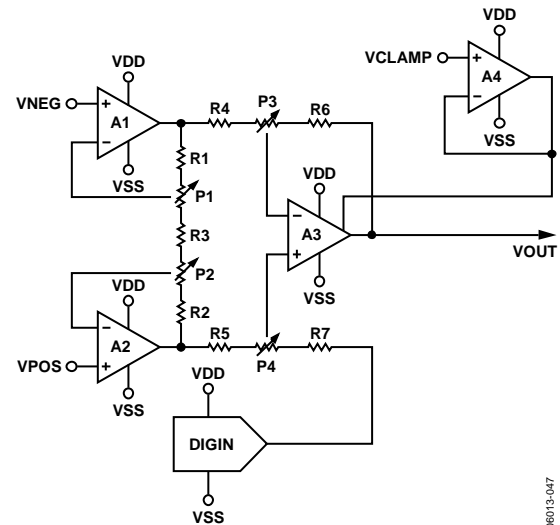 VDD
VCLAMP
+
A4
−
VSS
VDD
VNEG
+
A1
−
VSS
R4
P3
R6
R1
P1
R3
P2
R2
VDD
−
A3
+
VSS
VOUT
VDD
−
A2
+
VPOS
VSS
R5
P4
R7
VDD
DIGIN
VSS
06013-047